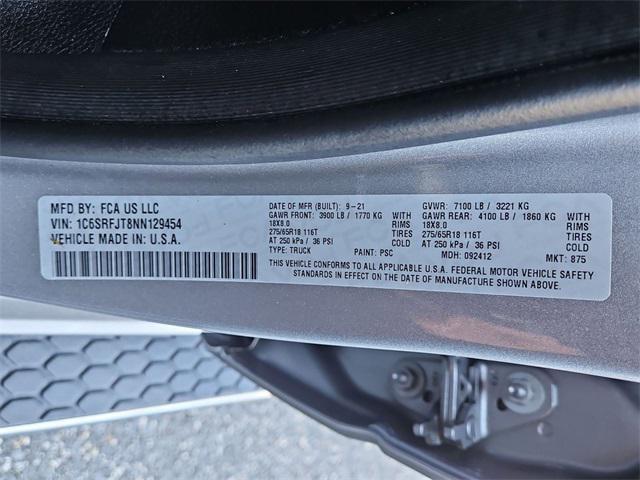 MFD BY: FCA US LLC
VIN: 1C6SRFJT8NN129454
VEHICLE MADE IN U.S.A.
DATE OF MFR (BUILT): 9-21
GAWR FRONT: 3900 LB / 1770 KG WITH
18X8.0 RIMS
275/65R18 116T TIRES
AT 250 kPa / 36 PSI COLD
TYPE: TRUCK PAINT: PSC
GVWR: 7100 LB / 3221 KG
GAWR REAR: 4100 LB / 1860 KG WITH
18X8.0 RIMS
275/65R18 116T TIRES
AT 250 kPa / 36 PSI COLD
MDH: 092412 MKT: 875
THIS VEHICLE CONFORMS TO ALL APPLICABLE U.S.A. FEDERAL MOTOR VEHICLE SAFETY
STANDARDS IN EFFECT ON THE DATE OF MANUFACTURE SHOWN ABOVE.